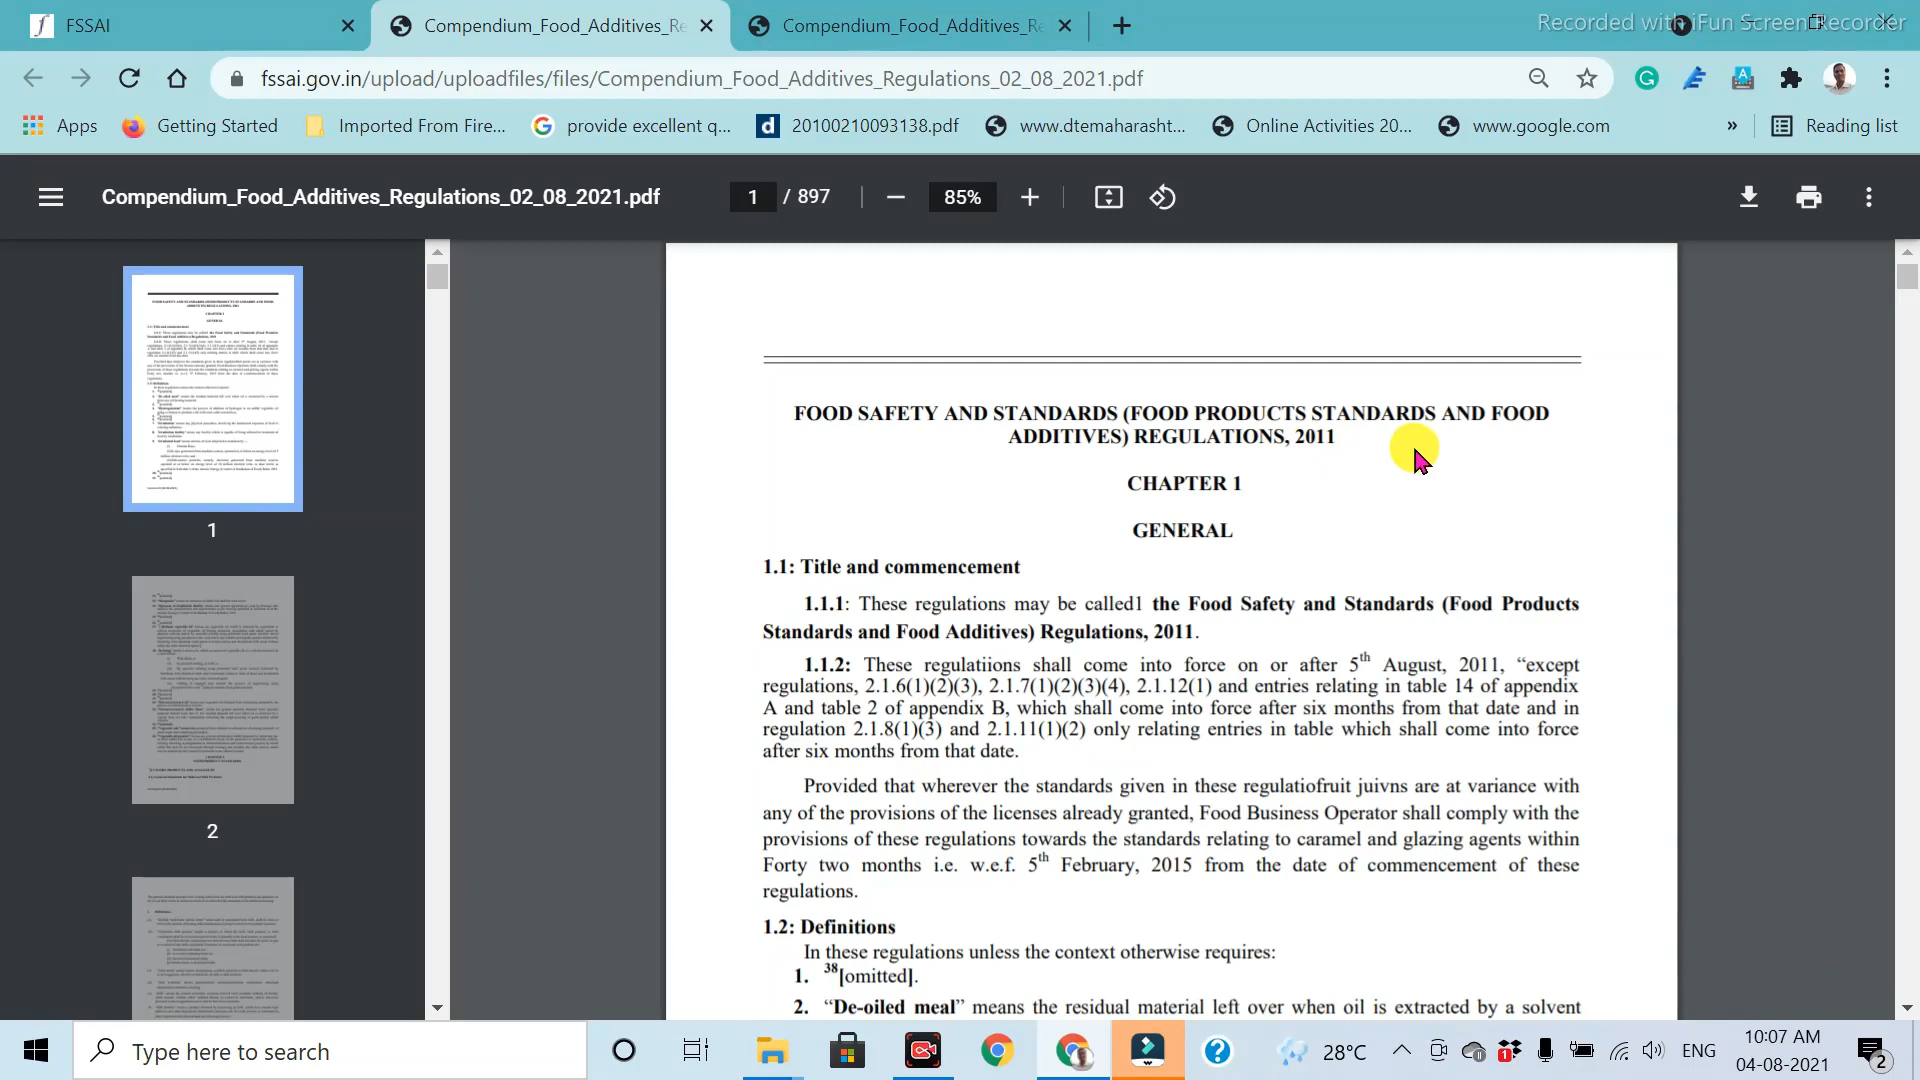 FSSAI
Compendium_Food_Additives_Re
Compendium_Food_Additives_Re
Recorded with iFun Screen Recorder
fssai.gov.in/upload/uploadfiles/files/Compendium_Food_Additives_Regulations_02_08_2021.pdf
Apps
Getting Started
Imported From Fire...
provide excellent q...
20100210093138.pdf
www.dtemaharasht...
Online Activities 20...
www.google.com
»
Reading list
Compendium_Food_Additives_Regulations_02_08_2021.pdf
1 / 897
85%
1
2
FOOD SAFETY AND STANDARDS (FOOD PRODUCTS STANDARDS AND FOOD
ADDITIVES) REGULATIONS, 2011
CHAPTER 1
GENERAL
1.1: Title and commencement
1.1.1: These regulations may be called1 the Food Safety and Standards (Food Products
Standards and Food Additives) Regulations, 2011.
1.1.2: These regulatiions shall come into force on or after 5th August, 2011, “except
regulations, 2.1.6(1)(2)(3), 2.1.7(1)(2)(3)(4), 2.1.12(1) and entries relating in table 14 of appendix
A and table 2 of appendix B, which shall come into force after six months from that date and in
regulation 2.1.8(1)(3) and 2.1.11(1)(2) only relating entries in table which shall come into force
after six months from that date.
Provided that wherever the standards given in these regulatiofruit juivns are at variance with
any of the provisions of the licenses already granted, Food Business Operator shall comply with the
provisions of these regulations towards the standards relating to caramel and glazing agents within
Forty two months i.e. w.e.f. 5th February, 2015 from the date of commencement of these
regulations.
1.2: Definitions
In these regulations unless the context otherwise requires:
1. 38[omitted].
2. “De-oiled meal” means the residual material left over when oil is extracted by a solvent
Type here to search
28°C
1
ENG
10:07 AM
04-08-2021
2